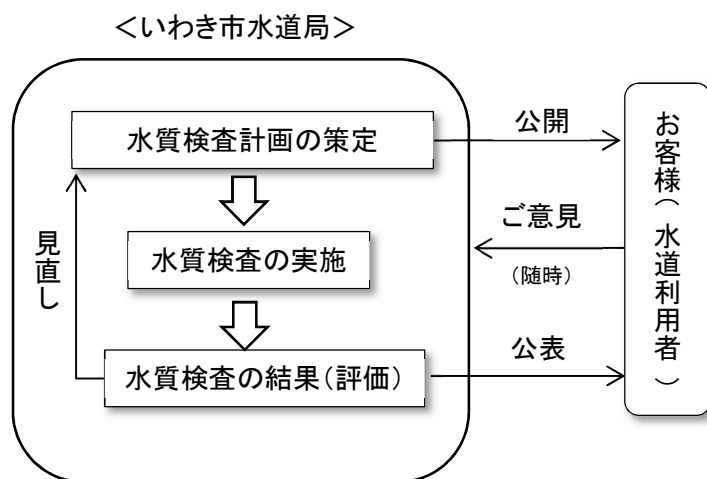 ＜いわき市水道局＞
水質検査計画の策定
公開
お客様（水道利用者）
見直し
水質検査の実施
ご意見
（随時）
水質検査の結果（評価）
公表